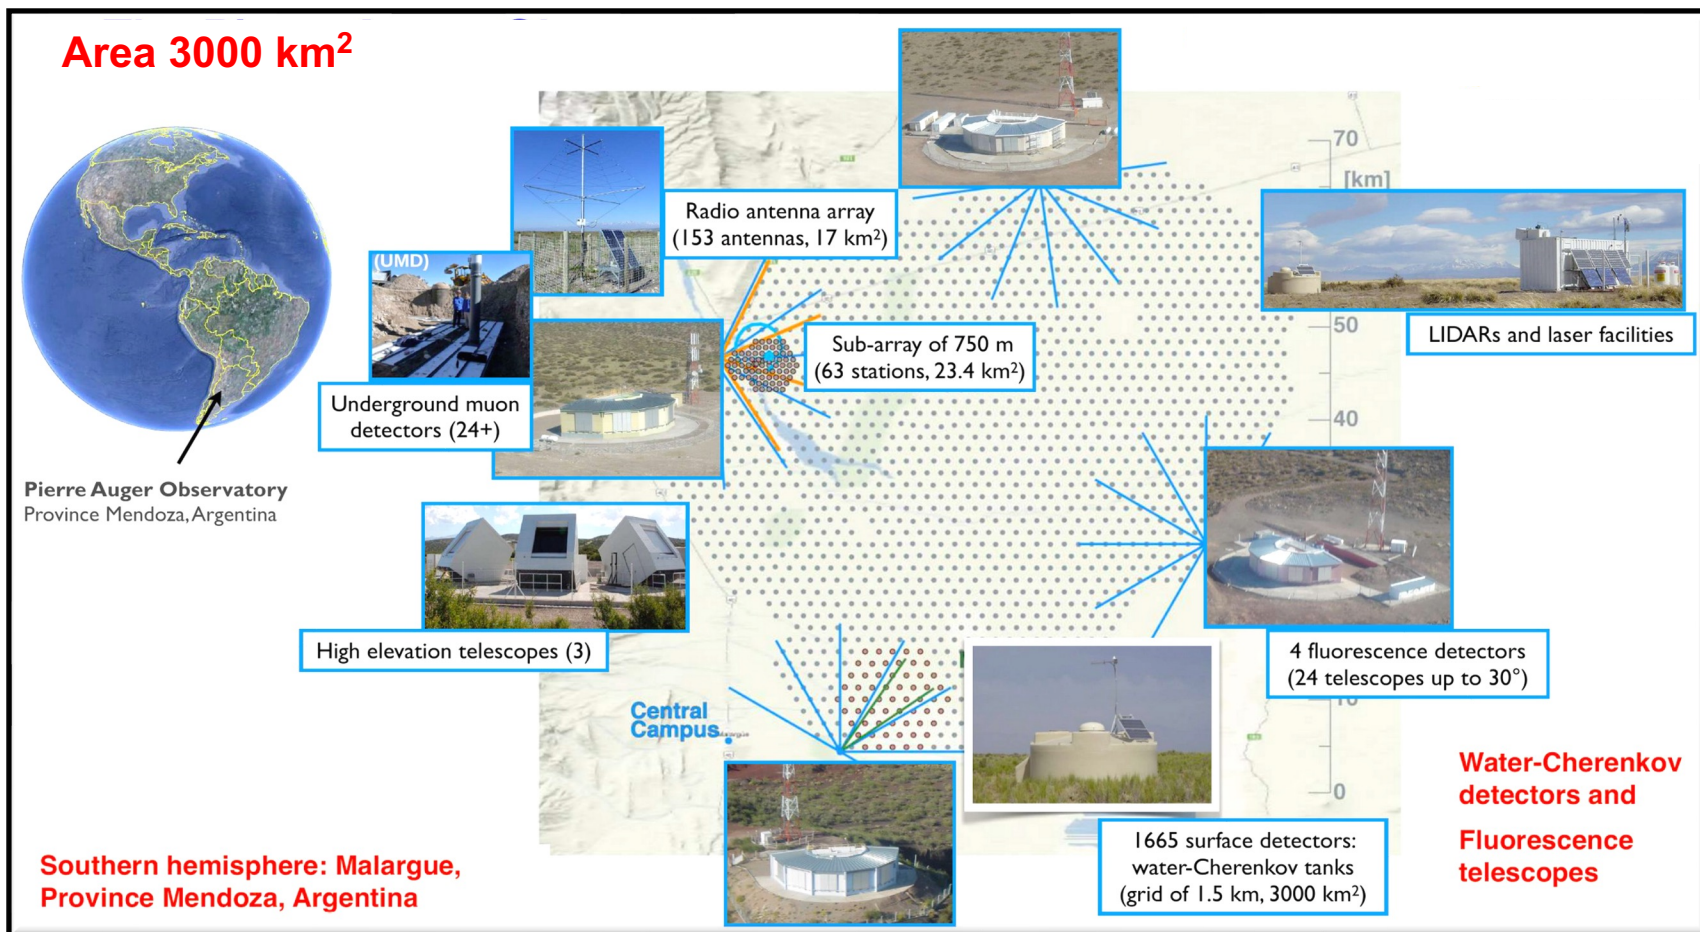 Area 3000 km²
70
[km]
Radio antenna array
(153 antennas, 17 km²)
(UMD)
50
LIDARs and laser facilities
Sub-array of 750 m
(63 stations, 23.4 km²)
Underground muon
detectors (24+)
40
Pierre Auger Observatory
Province Mendoza, Argentina
High elevation telescopes (3)
4 fluorescence detectors
(24 telescopes up to 30°)
10
Central
Campus
Malargüe
Water-Cherenkov
detectors and
Fluorescence
telescopes
0
1665 surface detectors:
water-Cherenkov tanks
(grid of 1.5 km, 3000 km²)
Southern hemisphere: Malargue,
Province Mendoza, Argentina